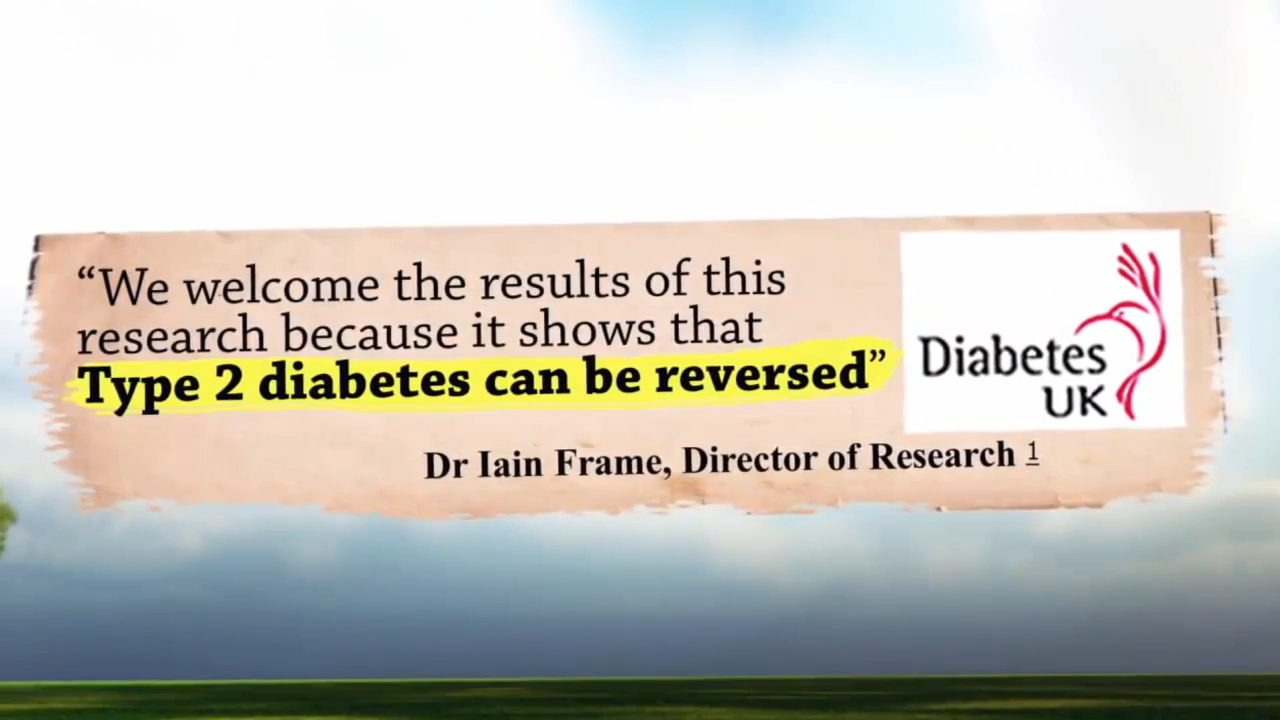 “We welcome the results of this
research because it shows that
Type 2 diabetes can be reversed”
Diabetes
UK
Dr Iain Frame, Director of Research 1